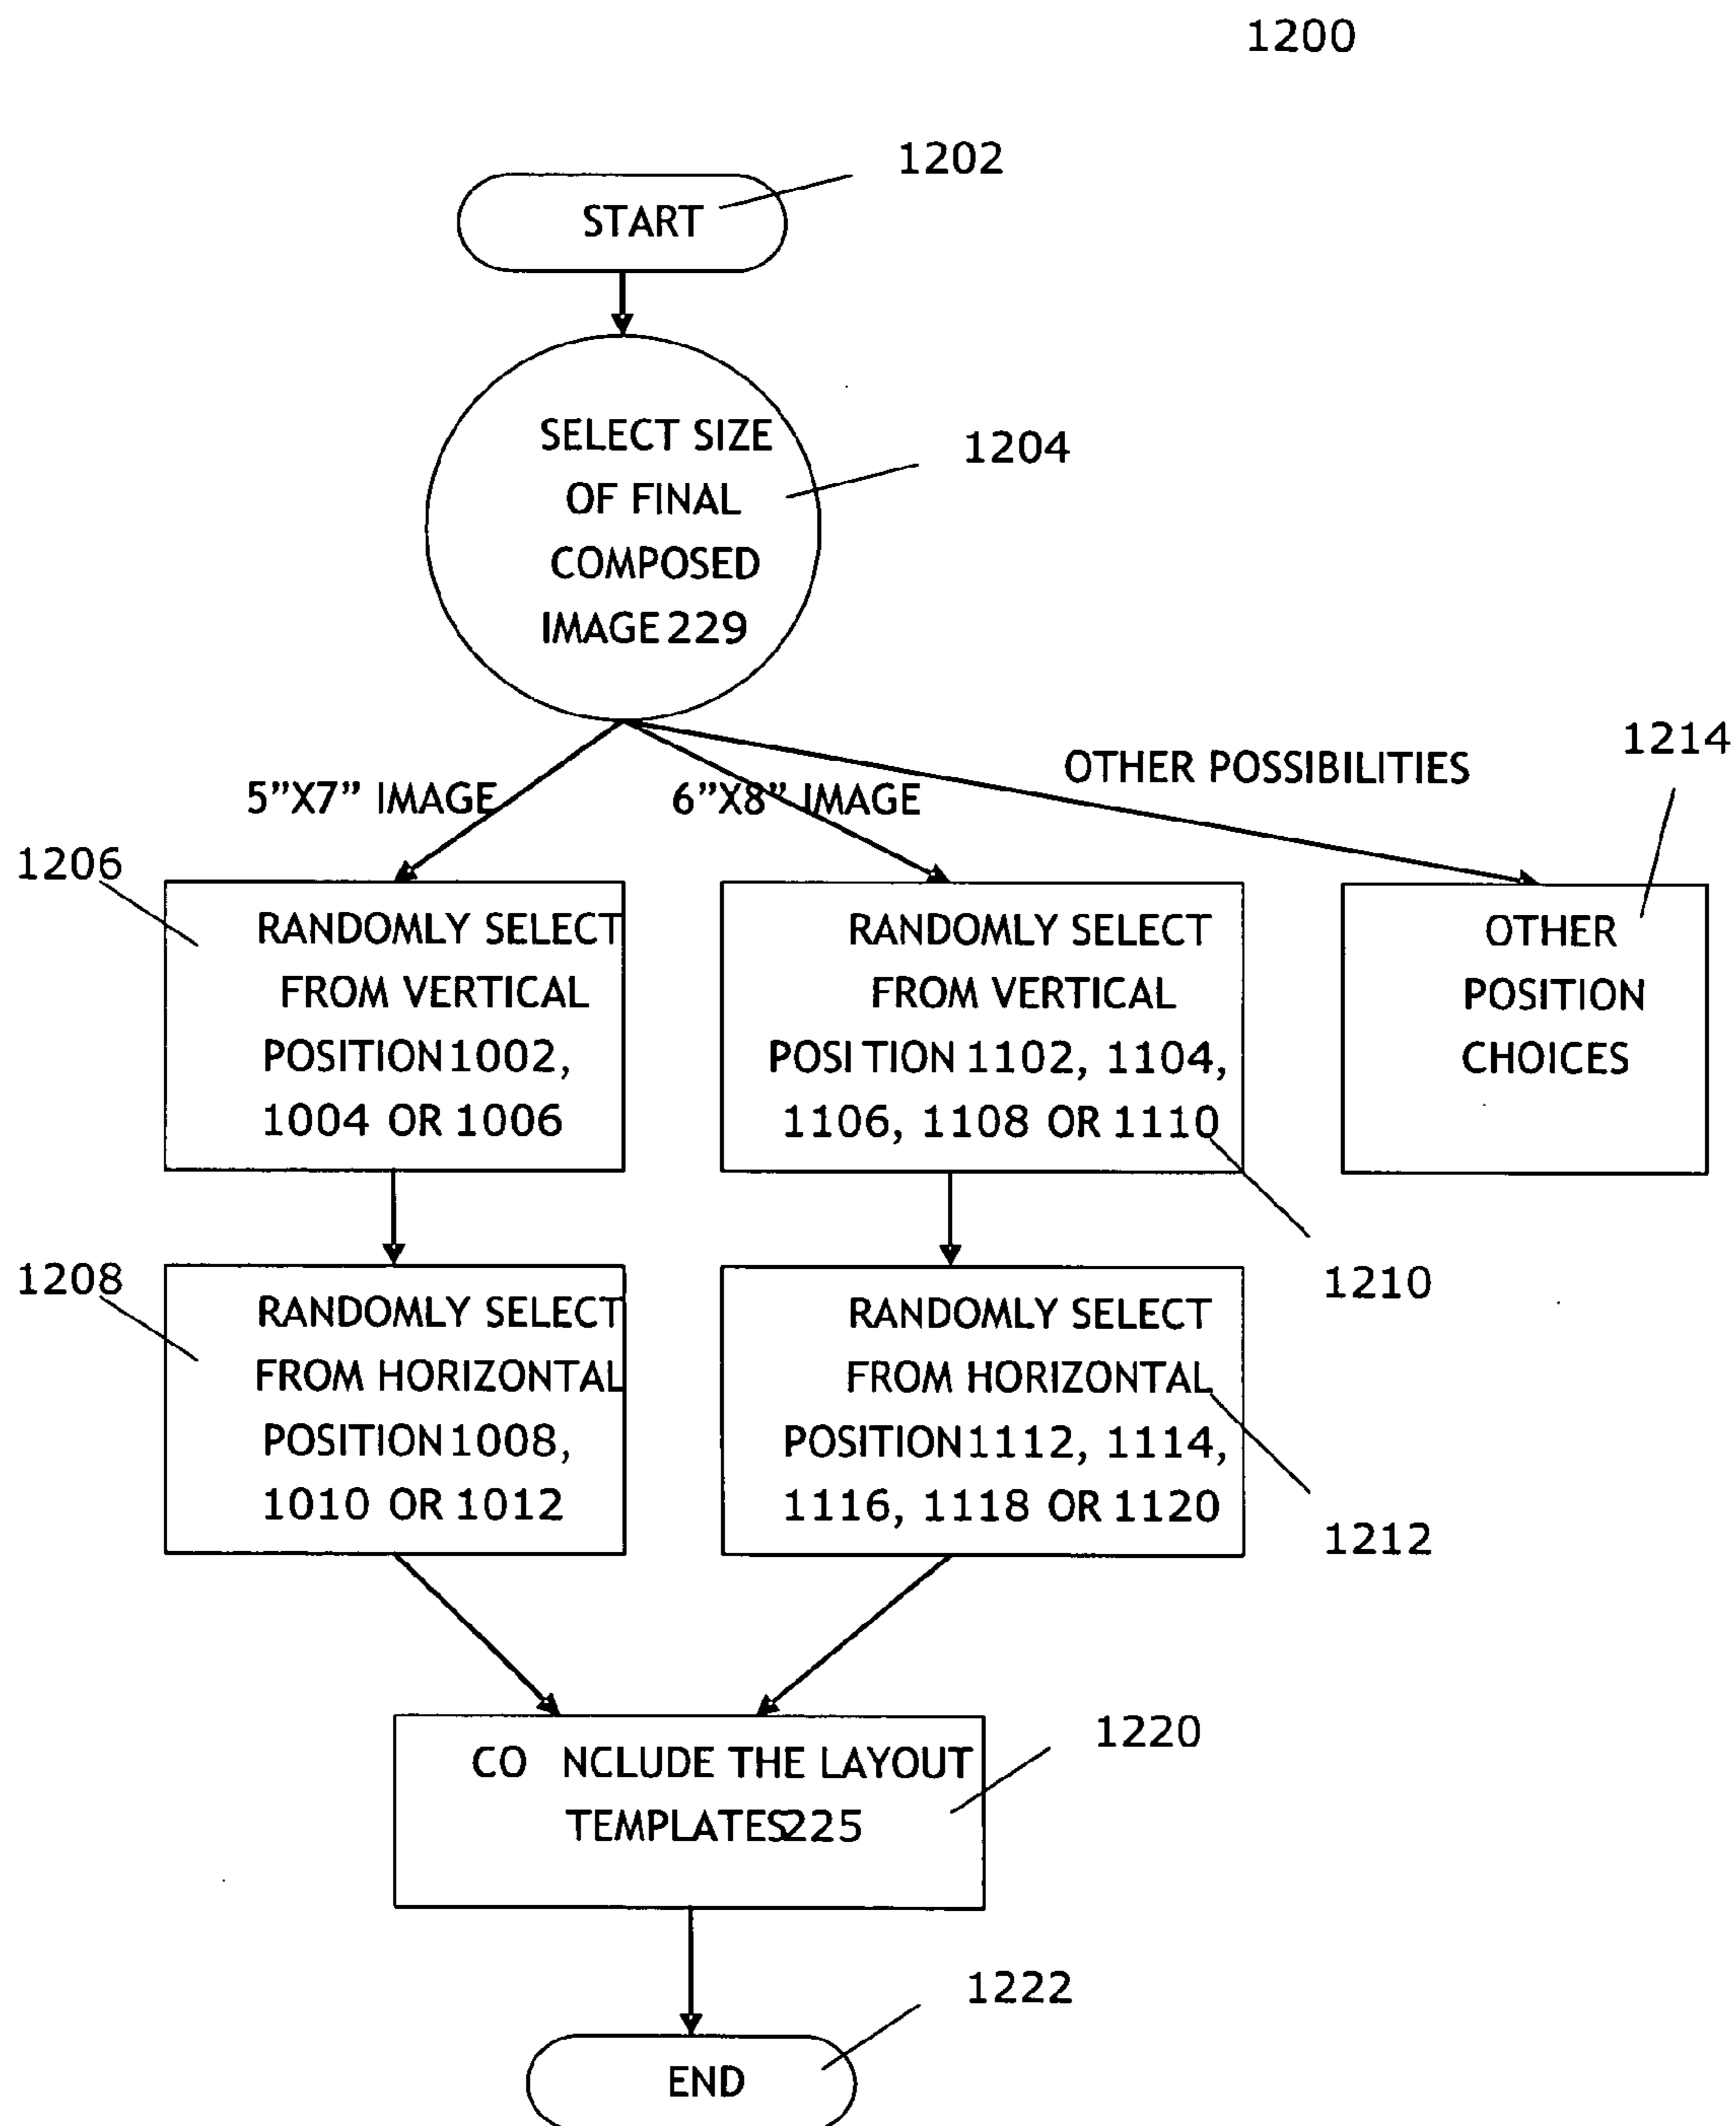 1200
1202
START
1204
SELECT SIZE
OF FINAL
COMPOSED
IMAGE 229
5”X7” IMAGE
6”X8” IMAGE
OTHER POSSIBILITIES
1214
1206
RANDOMLY SELECT
FROM VERTICAL
POSITION 1002,
1004 OR 1006
RANDOMLY SELECT
FROM VERTICAL
POSI TION 1102, 1104,
1106, 1108 OR 1110
OTHER
POSITION
CHOICES
1210
1208
RANDOMLY SELECT
FROM HORIZONTAL
POSITION 1008,
1010 OR 1012
RANDOMLY SELECT
FROM HORIZONTAL
POSITION 1112, 1114,
1116, 1118 OR 1120
1212
1220
CO NCLUDE THE LAYOUT
TEMPLATES 225
1222
END